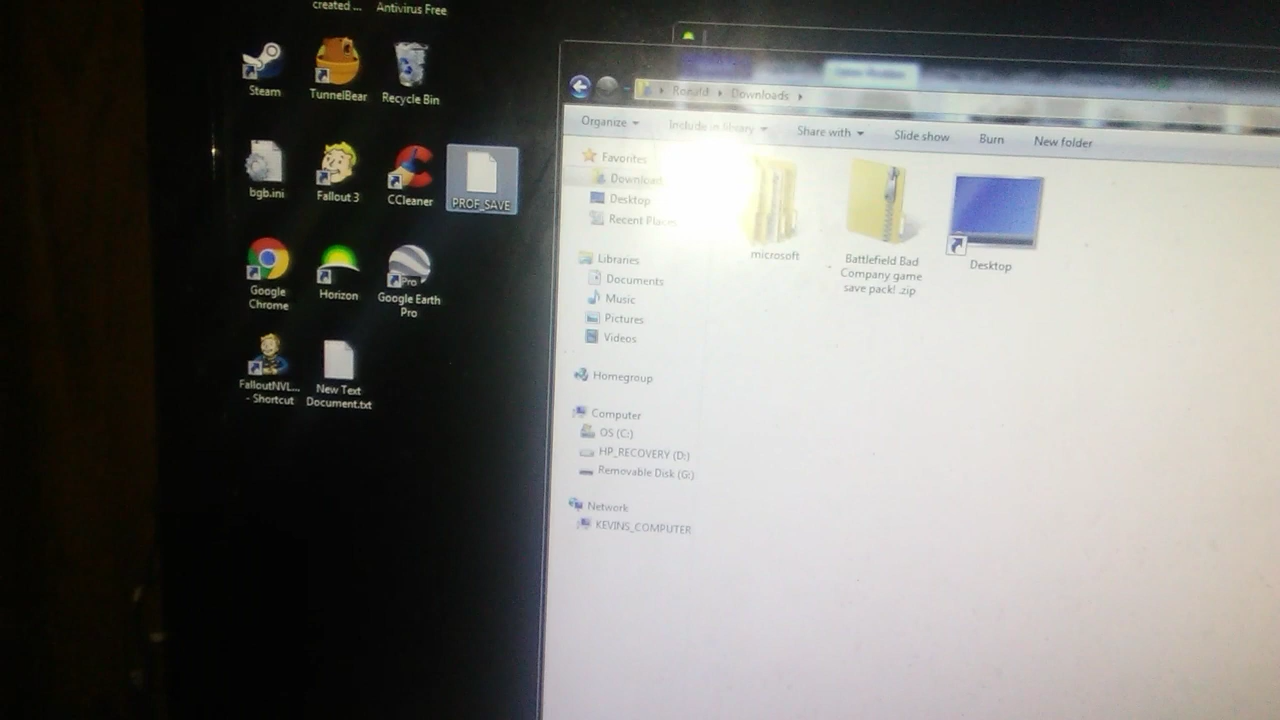 created ...
Antivirus Free
Steam
TunnelBear
Recycle Bin
bgb.ini
Fallout 3
CCleaner
PROF_SAVE
Google
Chrome
Horizon
Google Earth
Pro
FalloutNVL...
- Shortcut
New Text
Document.txt
Ronald
Downloads
Organize
Include in library
Share with
Slide show
Burn
New folder
Favorites
Download
Desktop
Recent Places
Libraries
Documents
Music
Pictures
Videos
Homegroup
Computer
OS (C:)
HP_RECOVERY (D:)
Removable Disk (G:)
Network
KEVINS_COMPUTER
microsoft
Battlefield Bad
Company game
save pack! .zip
Desktop